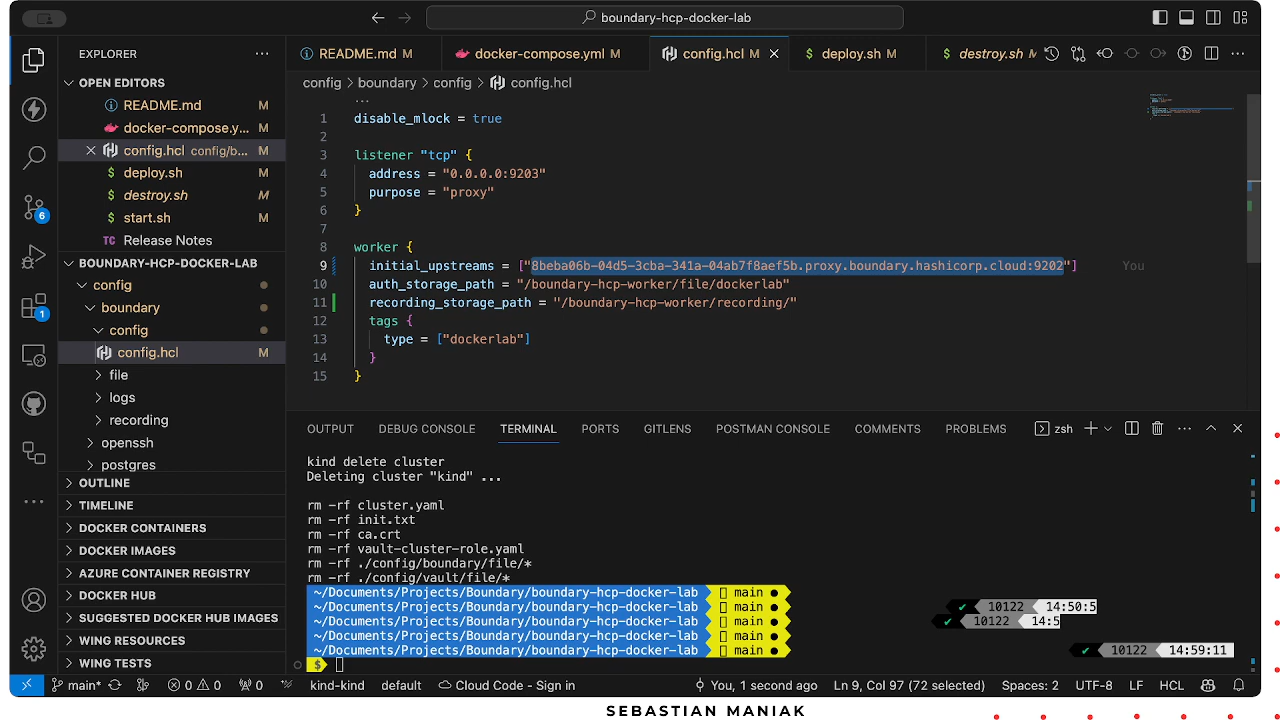 boundary-hcp-docker-lab
EXPLORER
OPEN EDITORS
README.md M
docker-compose.y... M
config.hcl config/b... M
$ deploy.sh M
$ destroy.sh M
$ start.sh M
TC Release Notes
BOUNDARY-HCP-DOCKER-LAB
config
boundary
config
config.hcl M
file
logs
recording
openssh
postgres
OUTLINE
TIMELINE
DOCKER CONTAINERS
DOCKER IMAGES
AZURE CONTAINER REGISTRY
DOCKER HUB
SUGGESTED DOCKER HUB IMAGES
WING RESOURCES
WING TESTS
6
1
README.md M
docker-compose.yml M
config.hcl M
$ deploy.sh M
$ destroy.sh M
config > boundary > config > config.hcl
...
1 disable_mlock = true
2
3 listener "tcp" {
4 address = "0.0.0.0:9203"
5 purpose = "proxy"
6 }
7
8 worker {
9 initial_upstreams = ["8beba06b-04d5-3cba-341a-04ab7f8aef5b.proxy.boundary.hashicorp.cloud:9202"] You
10 auth_storage_path = "/boundary-hcp-worker/file/dockerlab"
11 recording_storage_path = "/boundary-hcp-worker/recording/"
12 tags {
13 type = ["dockerlab"]
14 }
15 }
OUTPUT DEBUG CONSOLE TERMINAL PORTS GITLENS POSTMAN CONSOLE COMMENTS PROBLEMS zsh
kind delete cluster
Deleting cluster "kind" ...
rm -rf cluster.yaml
rm -rf init.txt
rm -rf ca.crt
rm -rf vault-cluster-role.yaml
rm -rf ./config/boundary/file/*
rm -rf ./config/vault/file/*
~/Documents/Projects/Boundary/boundary-hcp-docker-lab main ●
~/Documents/Projects/Boundary/boundary-hcp-docker-lab main ● ✔ 10122 14:50:5
~/Documents/Projects/Boundary/boundary-hcp-docker-lab main ● ✔ 10122 14:5
~/Documents/Projects/Boundary/boundary-hcp-docker-lab main ●
~/Documents/Projects/Boundary/boundary-hcp-docker-lab main ● ✔ 10122 14:59:11
$
main* 0 0 0 kind-kind default Cloud Code - Sign in You, 1 second ago Ln 9, Col 97 (72 selected) Spaces: 2 UTF-8 LF HCL
SEBASTIAN MANIAK